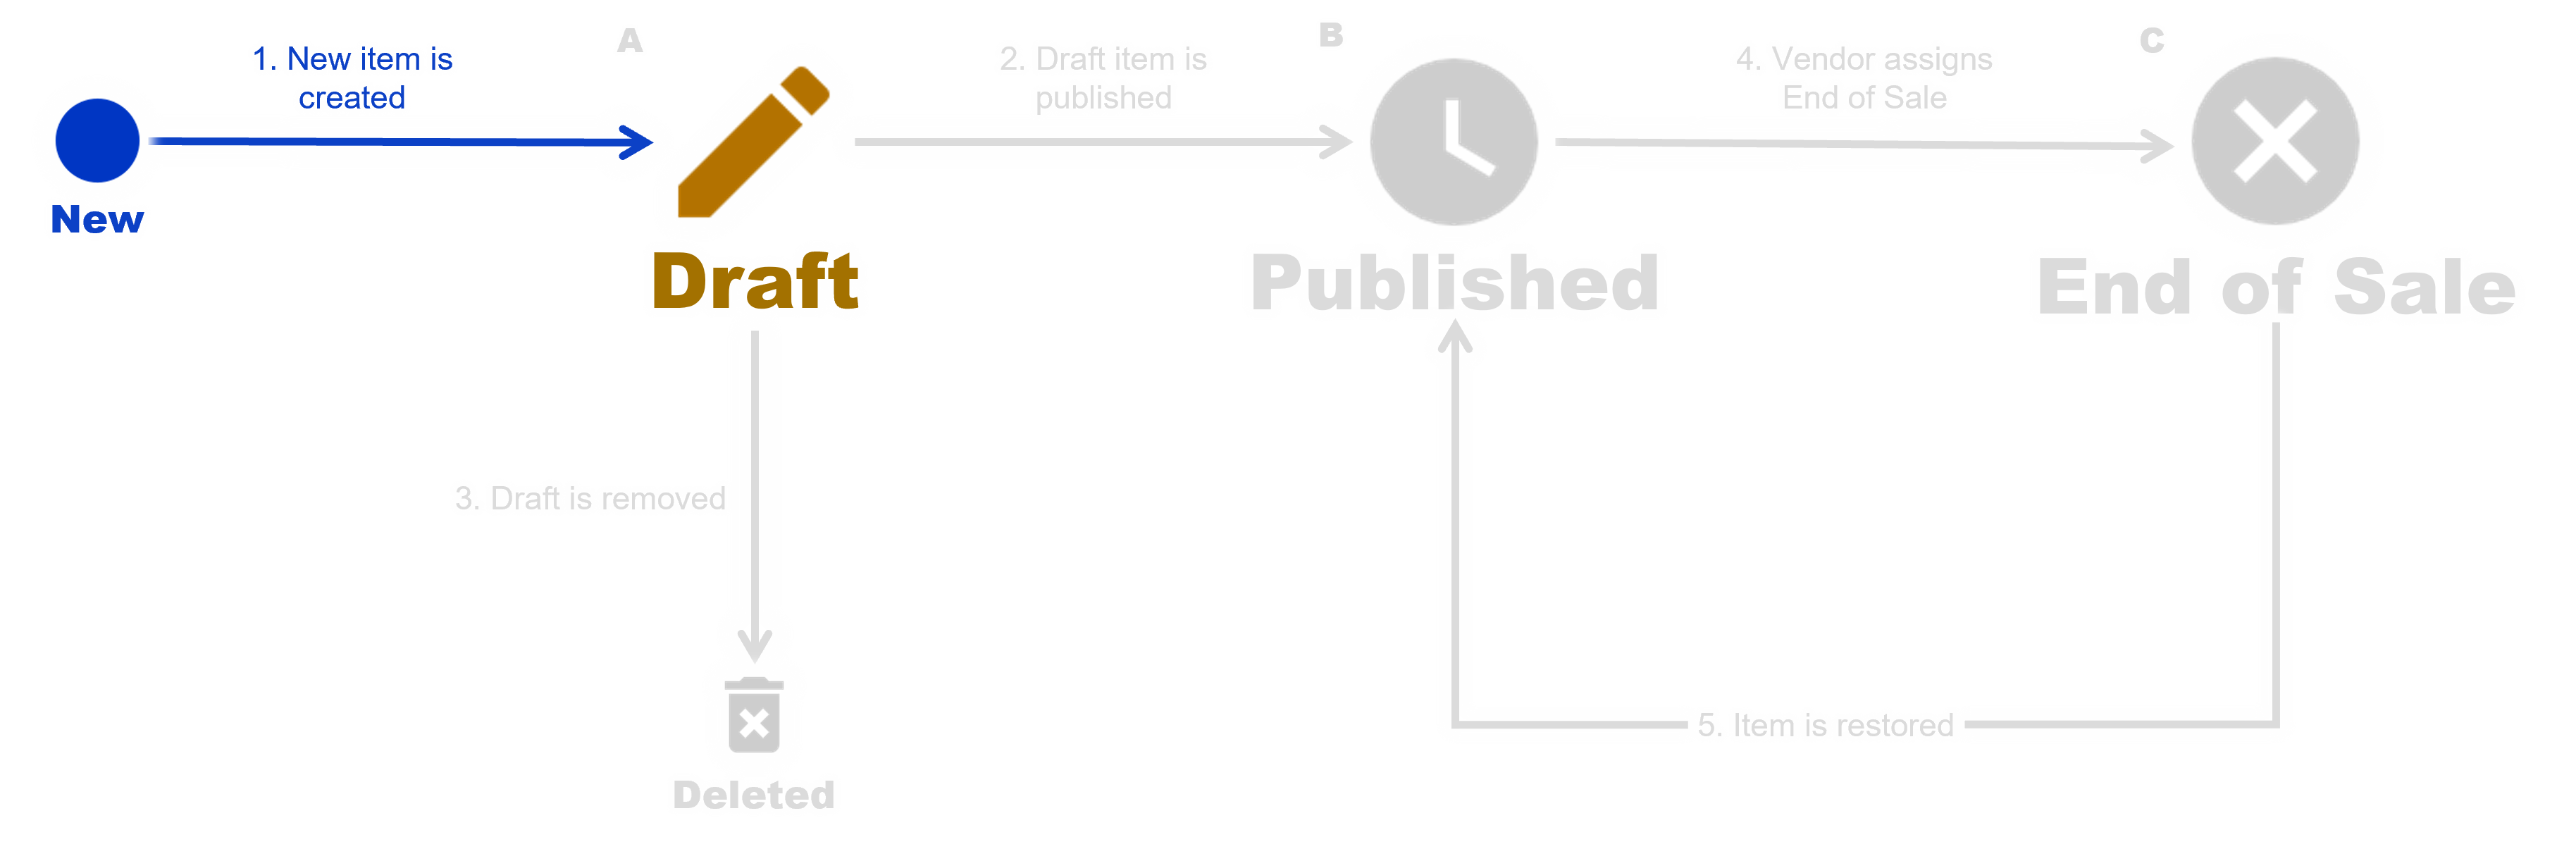 1. New item is
created
New
A
Draft
2. Draft item is
published
B
Published
4. Vendor assigns
End of Sale
C
End of Sale
3. Draft is removed
Deleted
5. Item is restored